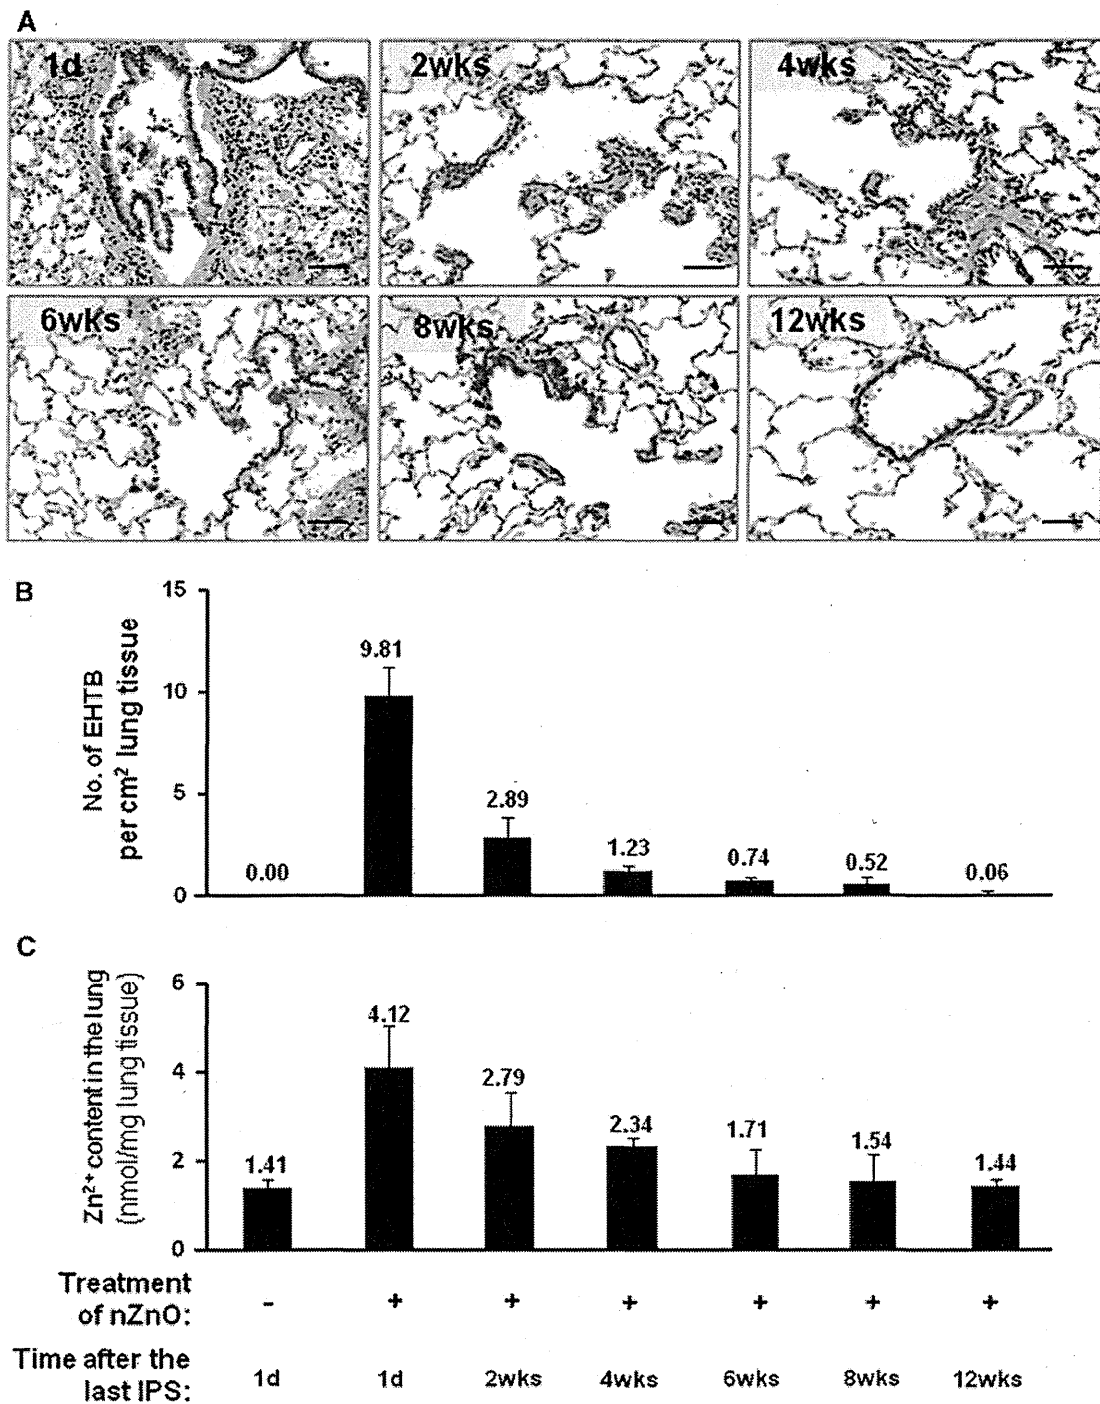 A
1d
2wks
4wks
6wks
8wks
12wks
B
No. of EHTB
per cm² lung tissue
15
10
5
0
0.00
9.81
2.89
1.23
0.74
0.52
0.06
C
Zn²⁺ content in the lung
(nmol/mg lung tissue)
6
4
2
0
1.41
4.12
2.79
2.34
1.71
1.54
1.44
Treatment
of nZnO:
- + + + + + +
Time after the
last IPS:
1d 1d 2wks 4wks 6wks 8wks 12wks